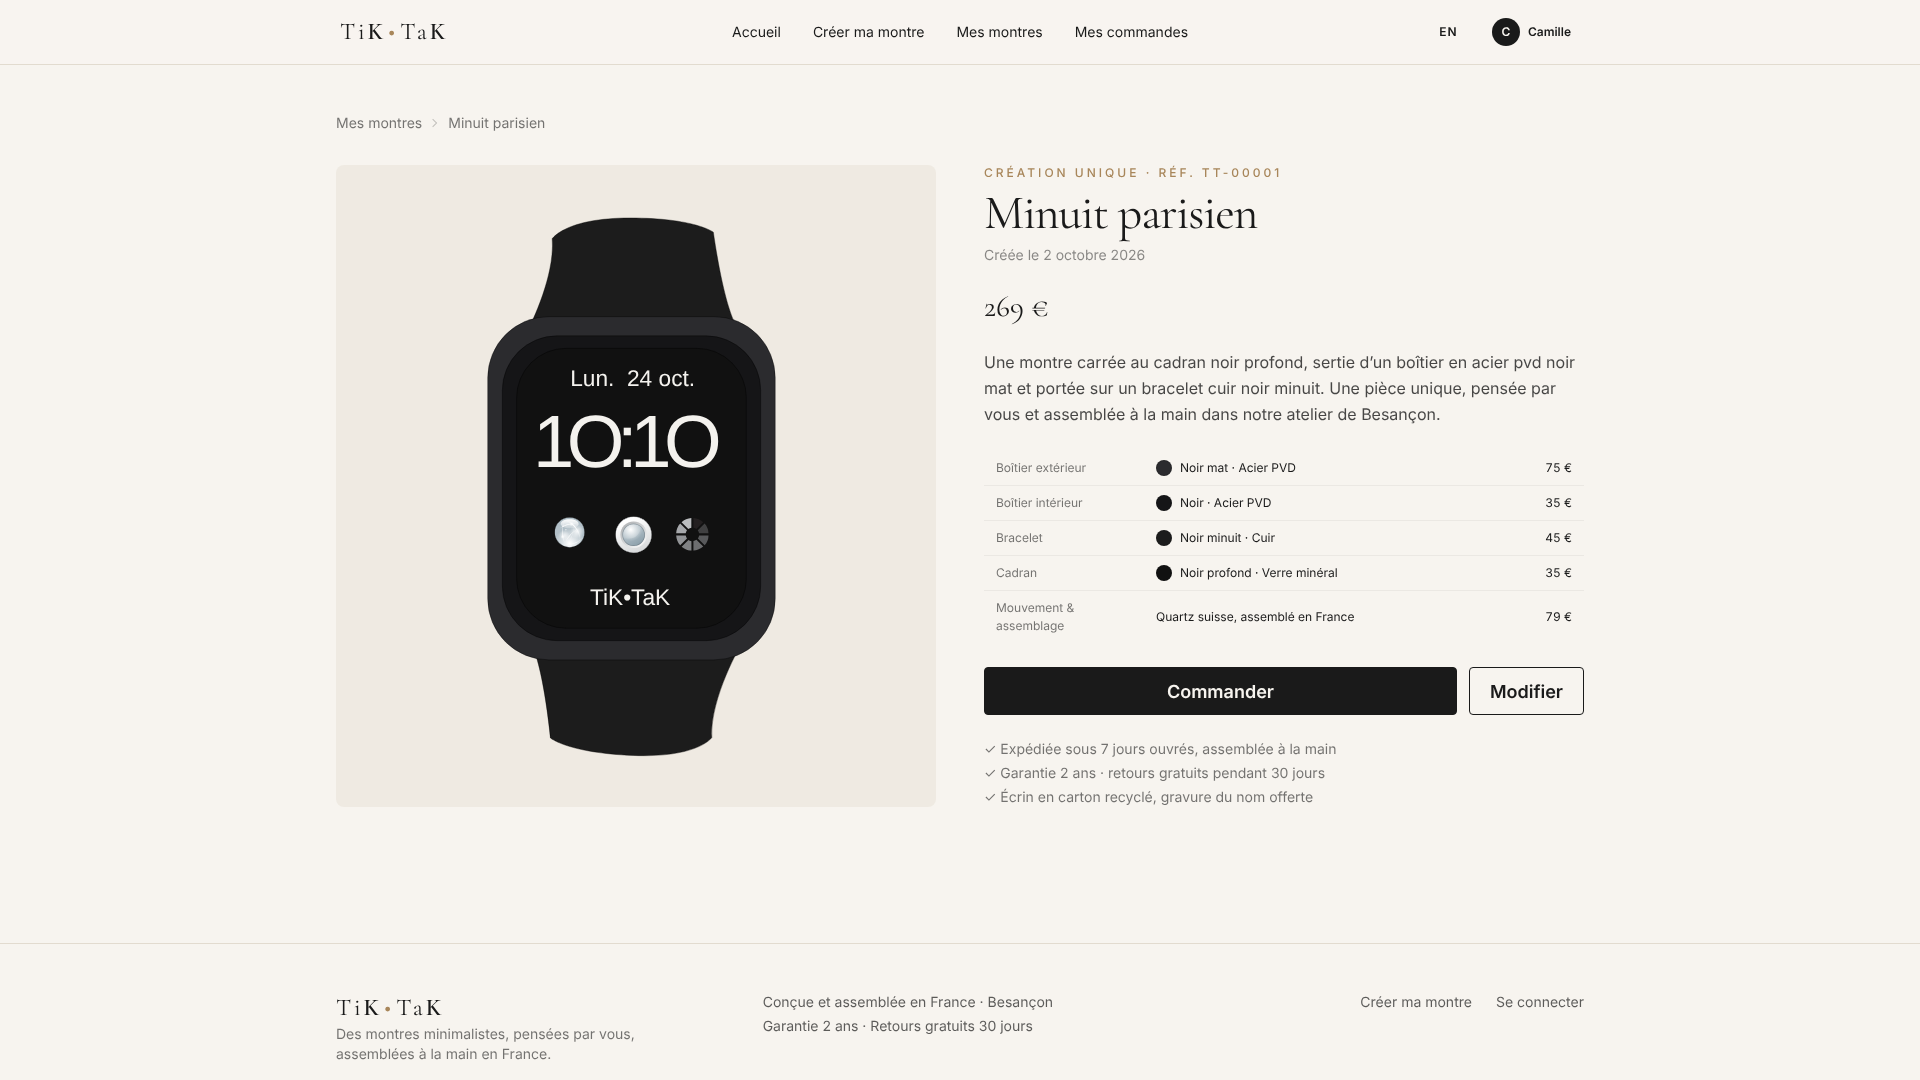 TiK•TaK
Accueil
Créer ma montre
Mes montres
Mes commandes
EN
C
Camille
Mes montres > Minuit parisien
Lun. 24 oct.
10:10
TiK•TaK
CRÉATION UNIQUE · RÉF. TT-00001
Minuit parisien
Créée le 2 octobre 2026
269 €
Une montre carrée au cadran noir profond, sertie d’un boîtier en acier pvd noir
mat et portée sur un bracelet cuir noir minuit. Une pièce unique, pensée par
vous et assemblée à la main dans notre atelier de Besançon.
Boîtier extérieur Noir mat · Acier PVD 75 €
Boîtier intérieur Noir · Acier PVD 35 €
Bracelet Noir minuit · Cuir 45 €
Cadran Noir profond · Verre minéral 35 €
Mouvement &
assemblage Quartz suisse, assemblé en France 79 €
Commander
Modifier
✓ Expédiée sous 7 jours ouvrés, assemblée à la main
✓ Garantie 2 ans · retours gratuits pendant 30 jours
✓ Écrin en carton recyclé, gravure du nom offerte
TiK•TaK
Des montres minimalistes, pensées par vous,
assemblées à la main en France.
Conçue et assemblée en France · Besançon
Garantie 2 ans · Retours gratuits 30 jours
Créer ma montre
Se connecter